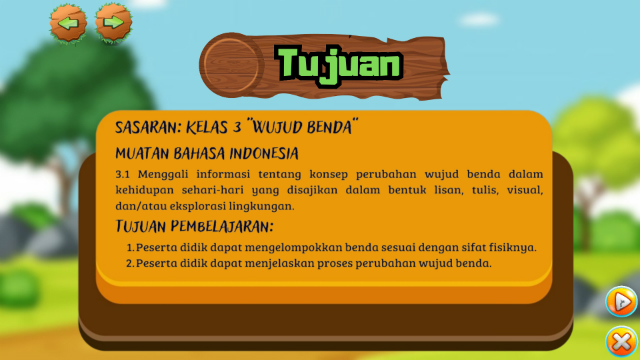 Tujuan
SASARAN: KELAS 3 "WUJUD BENDA"
MUATAN BAHASA INDONESIA
3.1 Menggali informasi tentang konsep perubahan wujud benda dalam
kehidupan sehari-hari yang disajikan dalam bentuk lisan, tulis, visual,
dan/atau eksplorasi lingkungan.
TUJUAN PEMBELAJARAN:
1. Peserta didik dapat mengelompokkan benda sesuai dengan sifat fisiknya.
2. Peserta didik dapat menjelaskan proses perubahan wujud benda.